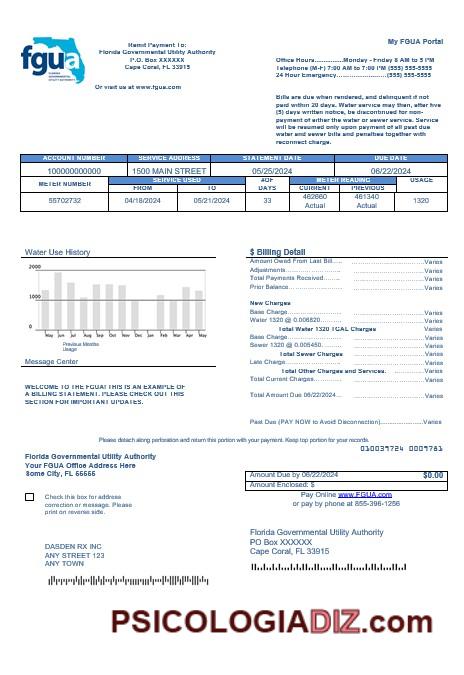 My FGUA Portal
fgua
FLORIDA
GOVERNMENTAL
UTILITY AUTHORITY
Remit Payment To:
Florida Governmental Utility Authority
P.O. Box XXXXXX
Cape Coral, FL 33915
Or visit us at www.fgua.com
Office Hours..............Monday - Friday 8 AM to 5 PM
Telephone (M-F) 7:00 AM to 7:00 PM (555) 555-5555
24 Hour Emergency....................(555) 555-5555
Bills are due when rendered, and delinquent if not
paid within 20 days. Water service may then, after five
(5) days written notice, be discontinued for non-
payment of either the water or sewer service. Service
will be resumed only upon payment of all past due
water and sewer bills and penalties together with
reconnect charge.
ACCOUNT NUMBER SERVICE ADDRESS STATEMENT DATE DUE DATE
100000000000 1500 MAIN STREET 05/25/2024 06/22/2024
METER NUMBER SERVICE USED #OF DAYS METER READING USAGE
FROM TO CURRENT PREVIOUS
55702732 04/18/2024 05/21/2024 33 462660 Actual 461340 Actual 1320
Water Use History
2000
1000
0
May Jun Jul Aug Sep Oct Nov Dec Jan Feb Mar Apr May
Previous Months
Usage
Message Center
WELCOME TO THE FGUA! THIS IS AN EXAMPLE OF
A BILLING STATEMENT. PLEASE CHECK OUT THIS
SECTION FOR IMPORTANT UPDATES.
$ Billing Detail
Amount Owed From Last Bill..... Varies
Adjustments Varies
Total Payments Received Varies
Prior Balance Varies
New Charges
Base Charge Varies
Water 1320 @ 0.006820 Varies
Total Water 1320 TGAL Charges Varies
Base Charge Varies
Sewer 1320 @ 0.005450 Varies
Total Sewer Charges Varies
Late Charge Varies
Total Other Charges and Services. Varies
Total Current Charges Varies
Total Amount Due 06/22/2024 Varies
Past Due (PAY NOW to Avoid Disconnection) Varies
Please detach along perforation and return this portion with your payment. Keep top portion for your records.
Florida Governmental Utility Authority
Your FGUA Office Address Here
Some City, FL 55555
010039724 0009781
Amount Due by 06/22/2024 $0.00
Amount Enclosed: $
Pay Online www.FGUA.com
or pay by phone at 855-396-1256
Check this box for address
correction or message. Please
print on reverse side.
Florida Governmental Utility Authority
PO Box XXXXXX
Cape Coral, FL 33915
DASDEN RX INC
ANY STREET 123
ANY TOWN
PSICOLOGIADIZ.com